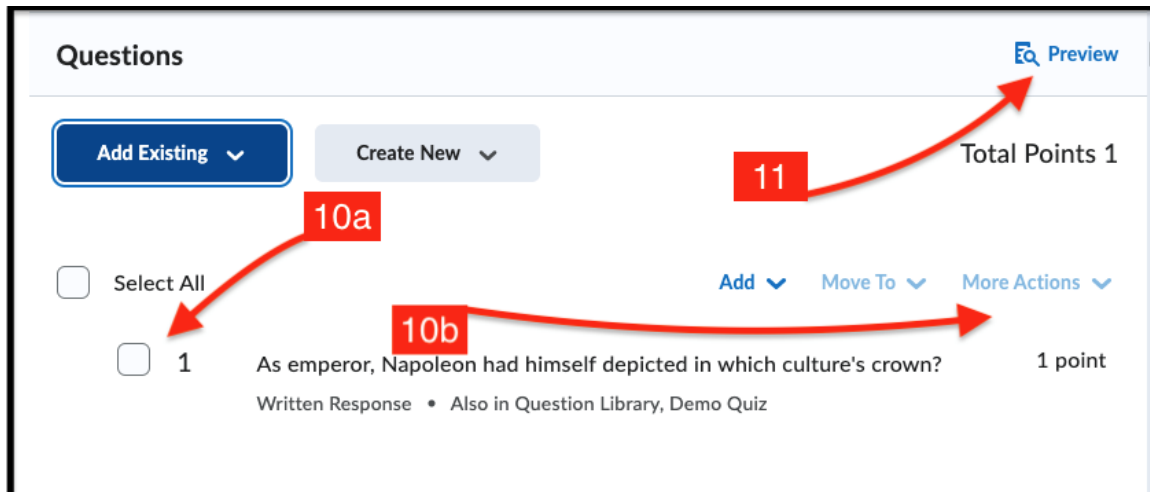 Questions
Preview
Add Existing
Create New
11
Total Points 1
10a
Select All
Add
Move To
More Actions
10b
1
As emperor, Napoleon had himself depicted in which culture's crown?
1 point
Written Response • Also in Question Library, Demo Quiz